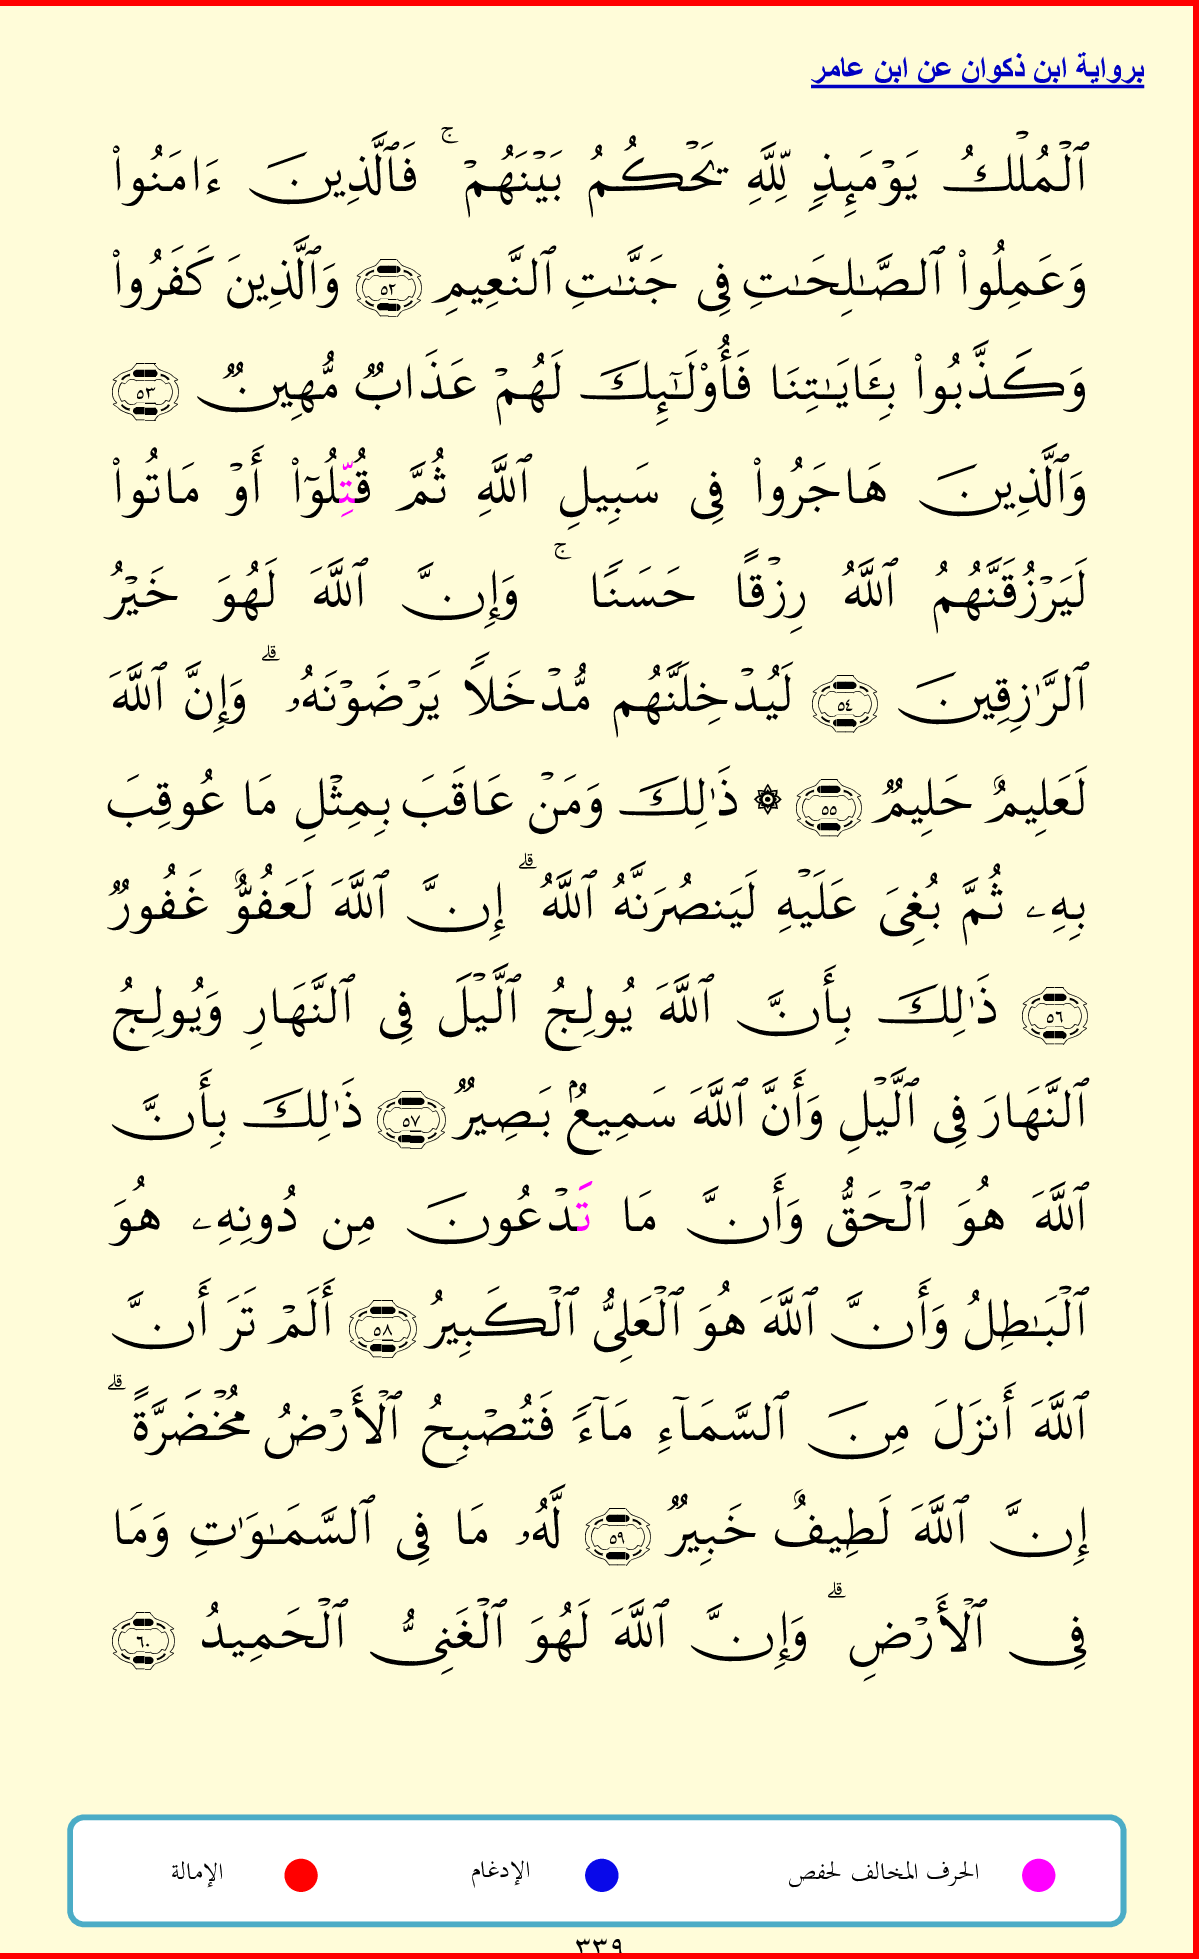 برواية ابن ذكوان عن ابن عامر
ٱلۡمُلۡكُ يَوۡمَئِذٖ لِّلَّهِ يَحۡكُمُ بَيۡنَهُمۡۚ فَٱلَّذِينَ ءَامَنُواْ
وَعَمِلُواْ ٱلصَّٰلِحَٰتِ فِي جَنَّٰتِ ٱلنَّعِيمِ ٥٢ وَٱلَّذِينَ كَفَرُواْ
وَكَذَّبُواْ بِـَٔايَٰتِنَا فَأُوْلَٰٓئِكَ لَهُمۡ عَذَابٞ مُّهِينٞ ٥٣
وَٱلَّذِينَ هَاجَرُواْ فِي سَبِيلِ ٱللَّهِ ثُمَّ قُتِّلُوٓاْ أَوۡ مَاتُواْ
لَيَرۡزُقَنَّهُمُ ٱللَّهُ رِزۡقًا حَسَنٗاۚ وَإِنَّ ٱللَّهَ لَهُوَ خَيۡرُ
ٱلرَّٰزِقِينَ ٥٤ لَيُدۡخِلَنَّهُم مُّدۡخَلٗا يَرۡضَوۡنَهُۥۗ وَإِنَّ ٱللَّهَ
لَعَلِيمٌ حَلِيمٞ ٥٥ ۞ ذَٰلِكَ وَمَنۡ عَاقَبَ بِمِثۡلِ مَا عُوقِبَ
بِهِۦ ثُمَّ بُغِيَ عَلَيۡهِ لَيَنصُرَنَّهُ ٱللَّهُۗ إِنَّ ٱللَّهَ لَعَفُوٌّ غَفُورٞ
٥٦ ذَٰلِكَ بِأَنَّ ٱللَّهَ يُولِجُ ٱلَّيۡلَ فِي ٱلنَّهَارِ وَيُولِجُ
ٱلنَّهَارَ فِي ٱلَّيۡلِ وَأَنَّ ٱللَّهَ سَمِيعُۢ بَصِيرٞ ٥٧ ذَٰلِكَ بِأَنَّ
ٱللَّهَ هُوَ ٱلۡحَقُّ وَأَنَّ مَا تَدۡعُونَ مِن دُونِهِۦ هُوَ
ٱلۡبَٰطِلُ وَأَنَّ ٱللَّهَ هُوَ ٱلۡعَلِيُّ ٱلۡكَبِيرُ ٥٨ أَلَمۡ تَرَ أَنَّ
ٱللَّهَ أَنزَلَ مِنَ ٱلسَّمَآءِ مَآءٗ فَتُصۡبِحُ ٱلۡأَرۡضُ مُخۡضَرَّةًۗ
إِنَّ ٱللَّهَ لَطِيفٌ خَبِيرٞ ٥٩ لَّهُۥ مَا فِي ٱلسَّمَٰوَٰتِ وَمَا
فِي ٱلۡأَرۡضِۗ وَإِنَّ ٱللَّهَ لَهُوَ ٱلۡغَنِيُّ ٱلۡحَمِيدُ ٦٠
الحرف المخالف لحفص الإدغام الإمالة
٣٣٩